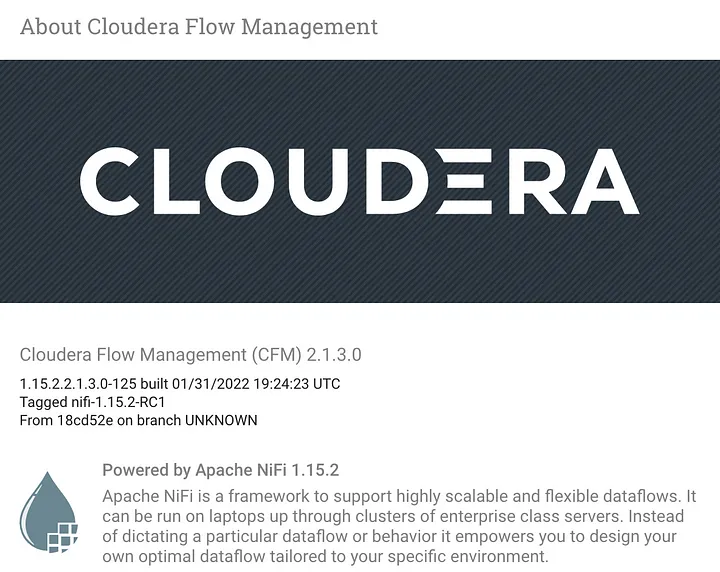 About Cloudera Flow Management
CLOUDERA
Cloudera Flow Management (CFM) 2.1.3.0
1.15.2.2.1.3.0-125 built 01/31/2022 19:24:23 UTC
Tagged nifi-1.15.2-RC1
From 18cd52e on branch UNKNOWN
Powered by Apache NiFi 1.15.2
Apache NiFi is a framework to support highly scalable and flexible dataflows. It
can be run on laptops up through clusters of enterprise class servers. Instead
of dictating a particular dataflow or behavior it empowers you to design your
own optimal dataflow tailored to your specific environment.